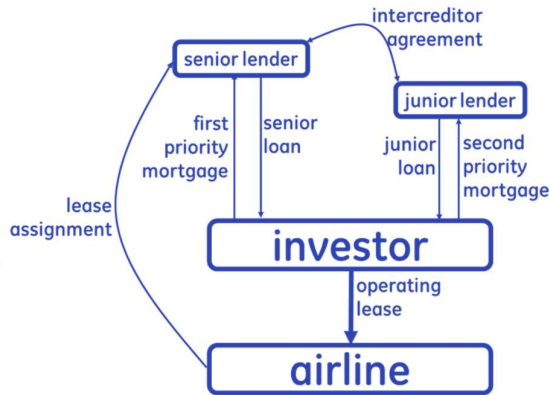 intercreditor
agreement
senior lender
junior lender
first
priority
mortgage
senior
loan
junior
loan
second
priority
mortgage
lease
assignment
investor
operating
lease
airline